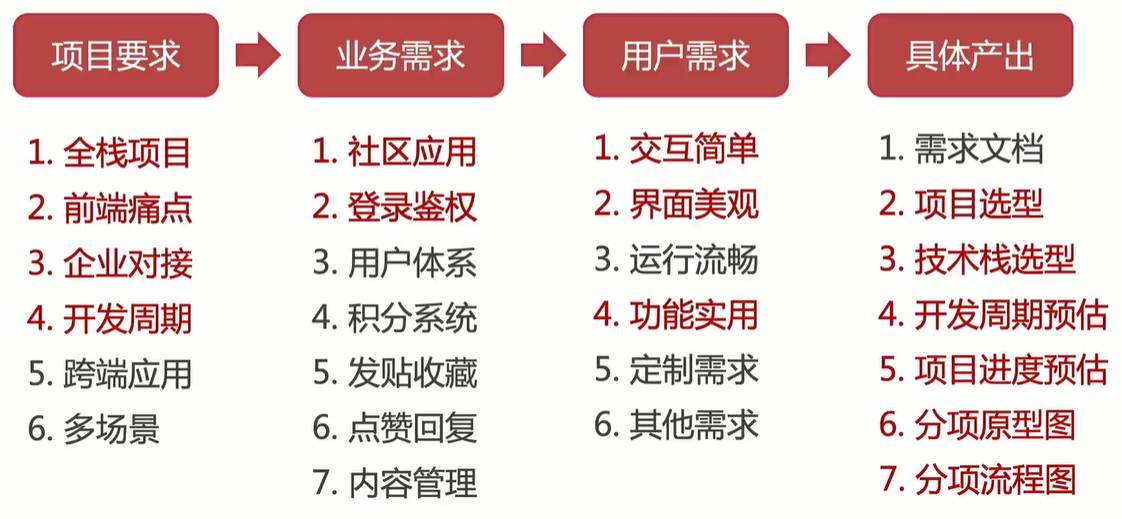 项目要求
业务需求
用户需求
具体产出
1. 全栈项目
2. 前端痛点
3. 企业对接
4. 开发周期
5. 跨端应用
6. 多场景
1. 社区应用
2. 登录鉴权
3. 用户体系
4. 积分系统
5. 发贴收藏
6. 点赞回复
7. 内容管理
1. 交互简单
2. 界面美观
3. 运行流畅
4. 功能实用
5. 定制需求
6. 其他需求
1. 需求文档
2. 项目选型
3. 技术栈选型
4. 开发周期预估
5. 项目进度预估
6. 分项原型图
7. 分项流程图